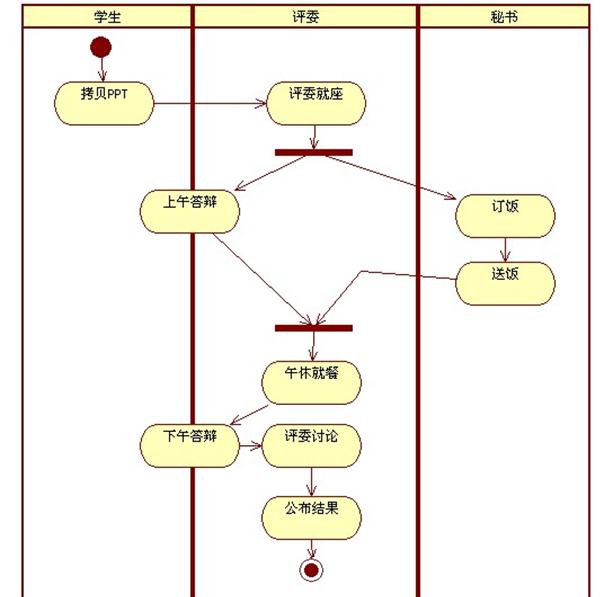 学生
评委
秘书
拷贝PPT
评委就座
上午答辩
订饭
送饭
午休就餐
下午答辩
评委讨论
公布结果